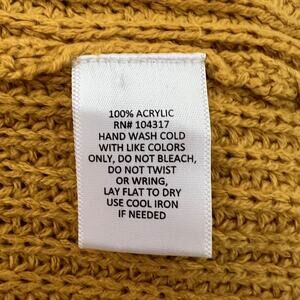 100% ACRYLIC
RN# 104317
HAND WASH COLD
WITH LIKE COLORS
ONLY, DO NOT BLEACH,
DO NOT TWIST
OR WRING,
LAY FLAT TO DRY
USE COOL IRON
IF NEEDED